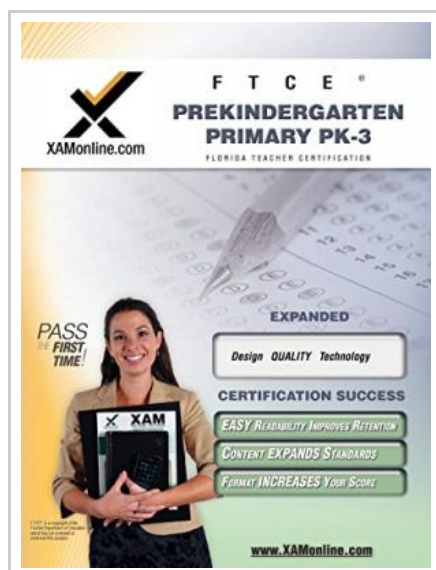 FTCE ®
PREKINDERGARTEN
PRIMARY PK-3
FLORIDA TEACHER CERTIFICATION
XAMonline.com
EXPANDED
Design QUALITY Technology
PASS
THE FIRST
TIME!
CERTIFICATION SUCCESS
XAM
EASY READABILITY IMPROVES RETENTION
CONTENT EXPANDS STANDARDS
FORMAT INCREASES YOUR SCORE
www.XAMonline.com